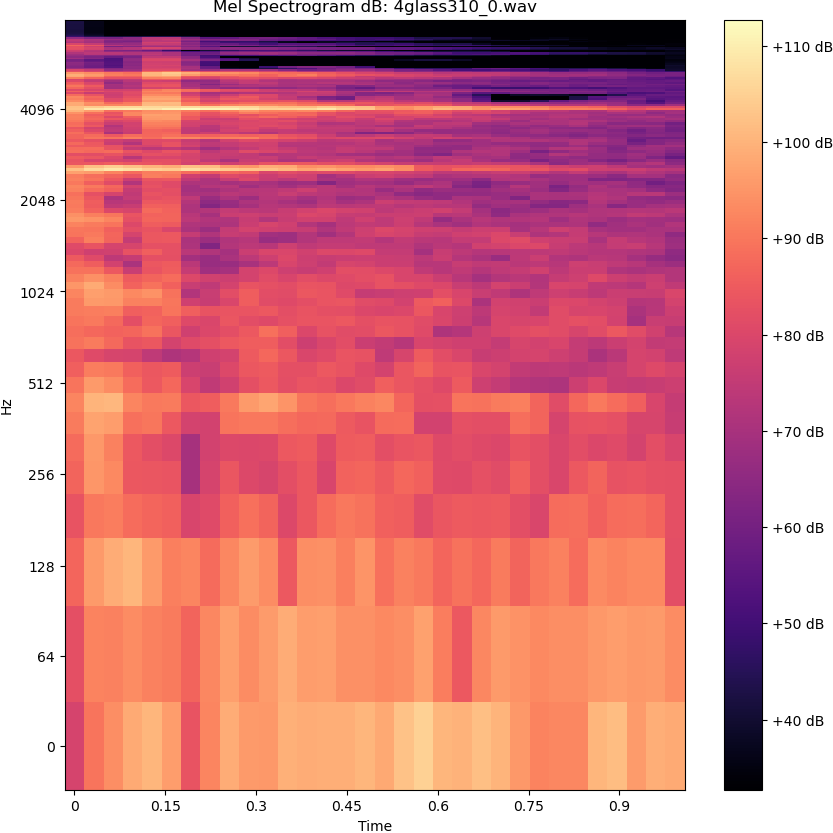 Mel Spectrogram dB: 4glass310_0.wav
4096
2048
1024
512
256
128
64
0
Hz
0 0.15 0.3 0.45 0.6 0.75 0.9
Time
+110 dB
+100 dB
+90 dB
+80 dB
+70 dB
+60 dB
+50 dB
+40 dB